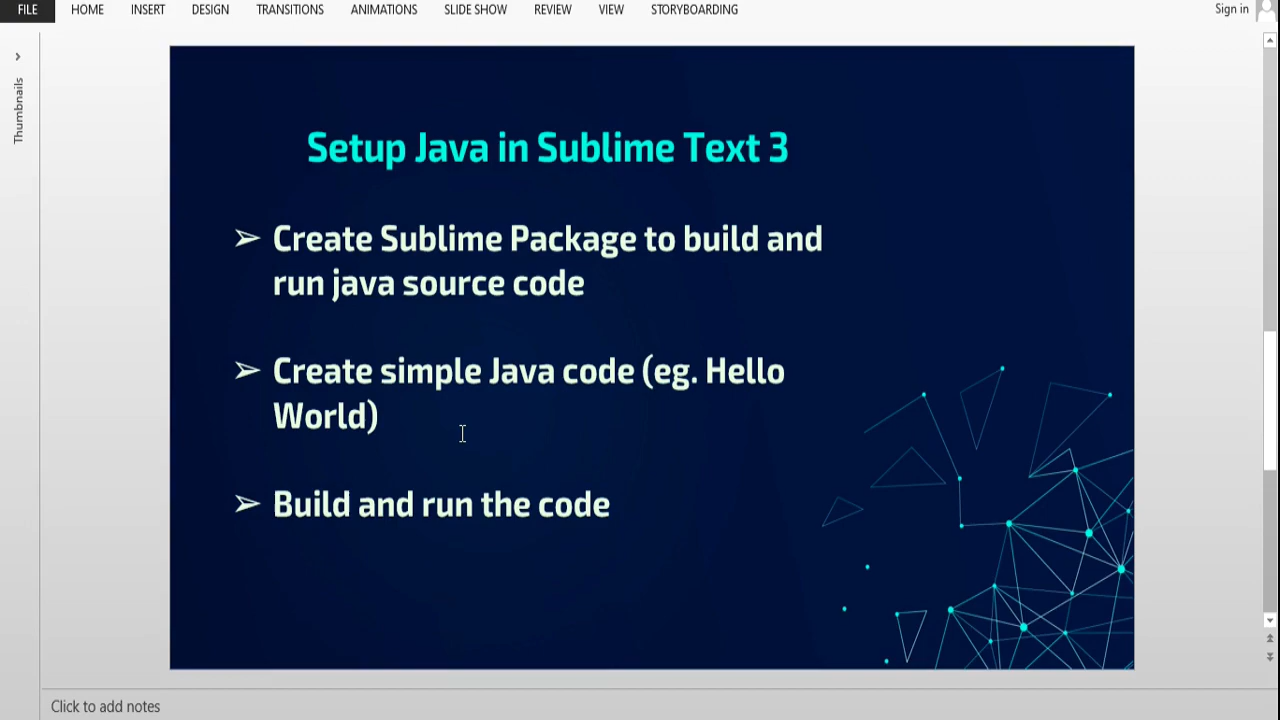 FILE HOME INSERT DESIGN TRANSITIONS ANIMATIONS SLIDE SHOW REVIEW VIEW STORYBOARDING Sign in
Thumbnails
Setup Java in Sublime Text 3
➢ Create Sublime Package to build and
run java source code
➢ Create simple Java code (eg. Hello
World)
➢ Build and run the code
Click to add notes